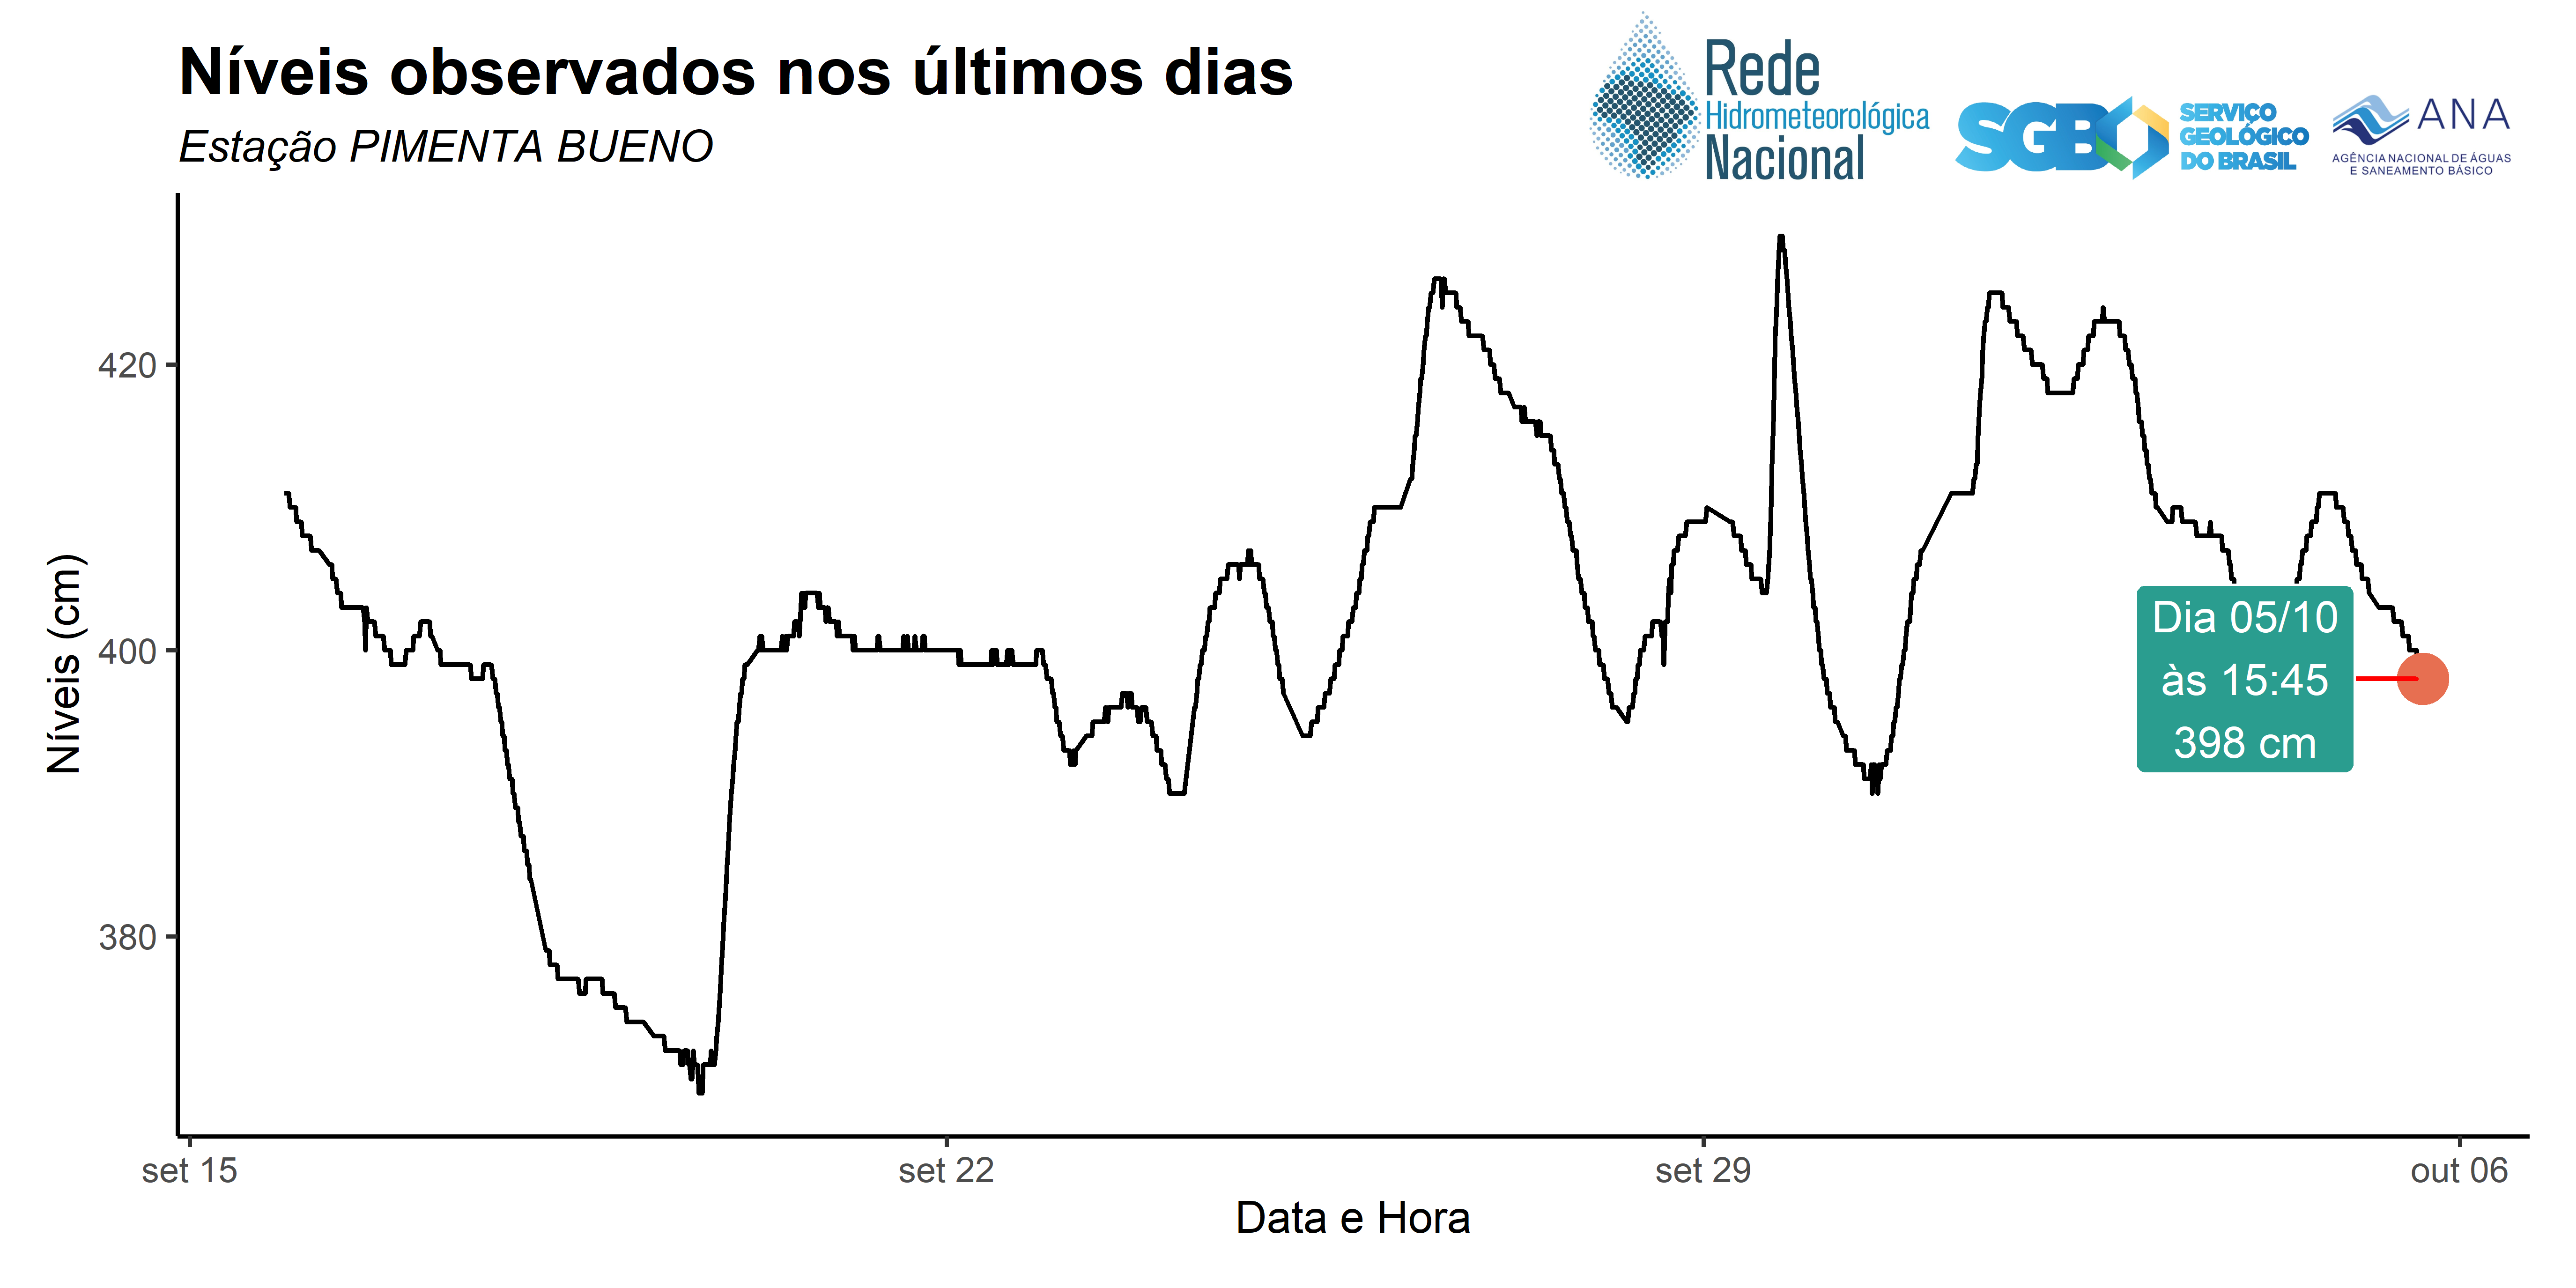 Níveis observados nos últimos dias
Estação PIMENTA BUENO
Rede
Hidrometeorológica
Nacional
SGB
SERVIÇO
GEOLÓGICO
DO BRASIL
ANA
AGÊNCIA NACIONAL DE ÁGUAS
E SANEAMENTO BÁSICO
Níveis (cm)
420
400
380
Dia 05/10
às 15:45
398 cm
set 15
set 22
set 29
out 06
Data e Hora